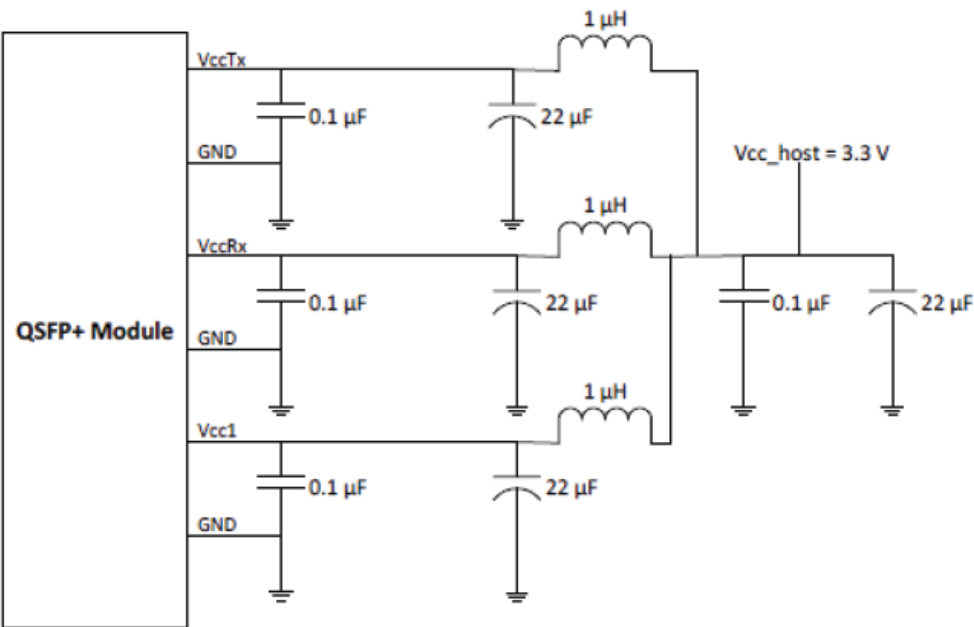 1 µH
VccTx
0.1 µF
22 µF
GND
Vcc_host = 3.3 V
1 µH
VccRx
0.1 µF
22 µF
0.1 µF
22 µF
QSFP+ Module
GND
1 µH
Vcc1
0.1 µF
22 µF
GND